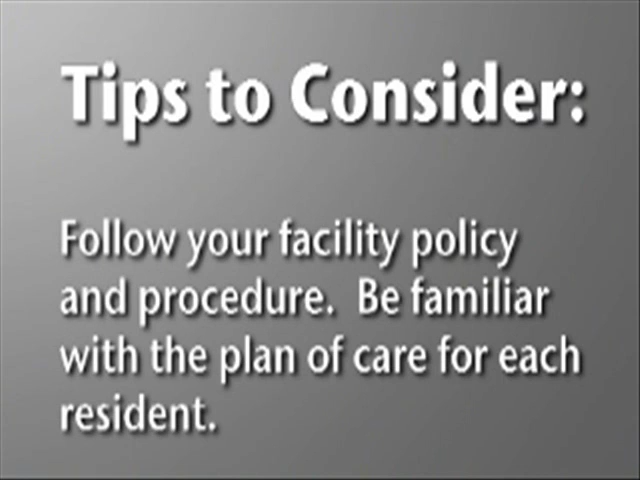 Tips to Consider:
Follow your facility policy
and procedure.  Be familiar
with the plan of care for each
resident.